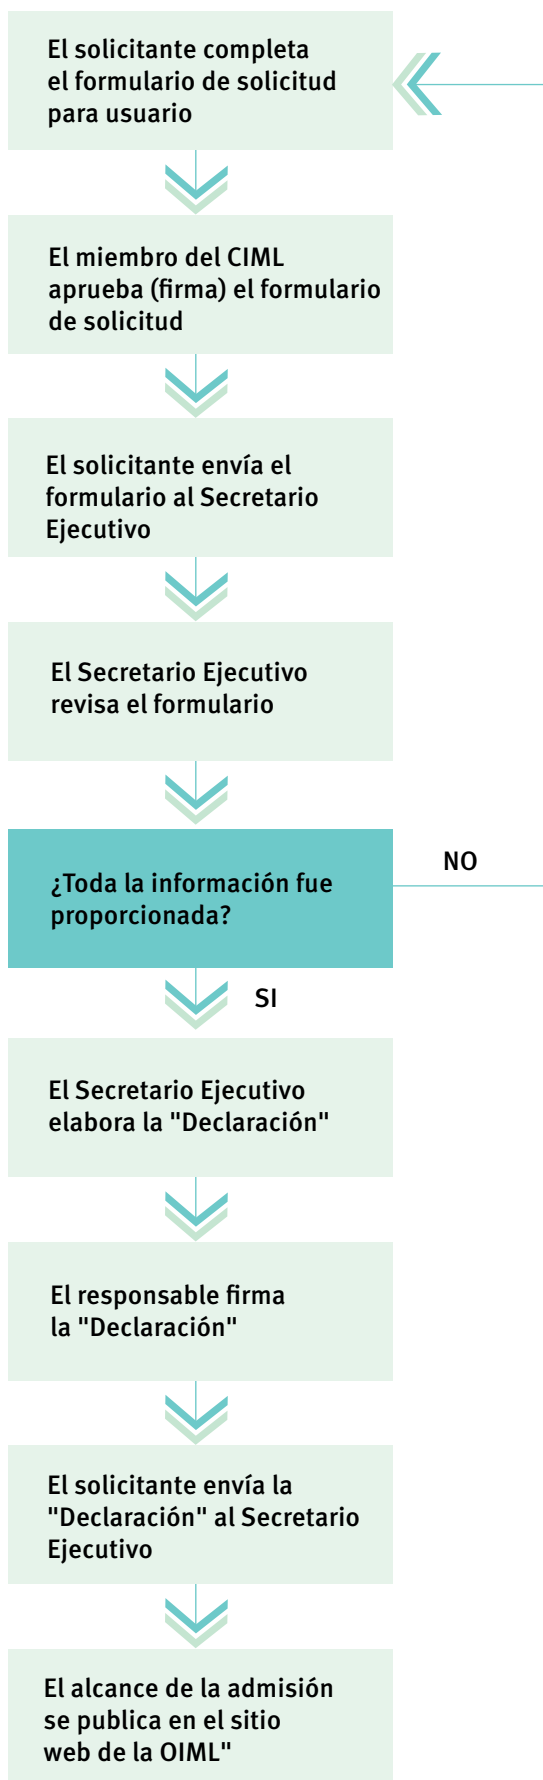 El solicitante completa
el formulario de solicitud
para usuario
El miembro del CIML
aprueba (firma) el formulario
de solicitud
El solicitante envía el
formulario al Secretario
Ejecutivo
El Secretario Ejecutivo
revisa el formulario
¿Toda la información fue
proporcionada?
NO
SI
El Secretario Ejecutivo
elabora la "Declaración"
El responsable firma
la "Declaración"
El solicitante envía la
"Declaración" al Secretario
Ejecutivo
El alcance de la admisión
se publica en el sitio
web de la OIML"